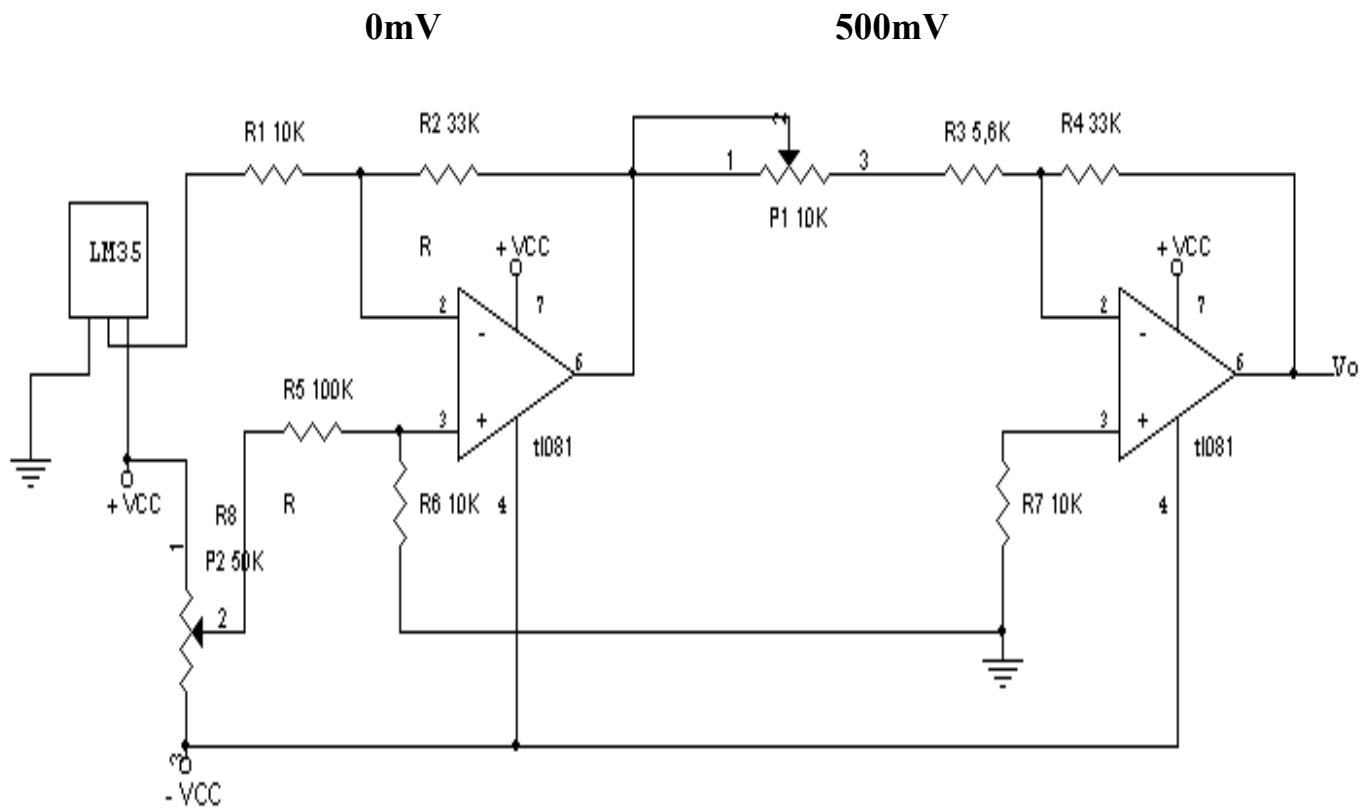 0mV 500mV
R1 10K
R2 33K
2
R3 5,6K
R4 33K
1
3
P1 10K
LM35
R
+ VCC
+ VCC
2
7
2
7
-
-
6
6
Vo
R5 100K
3
+
3
+
tl081
tl081
+ VCC
R8
R
R6 10K
4
R7 10K
4
1
P2 50K
2
3
- VCC